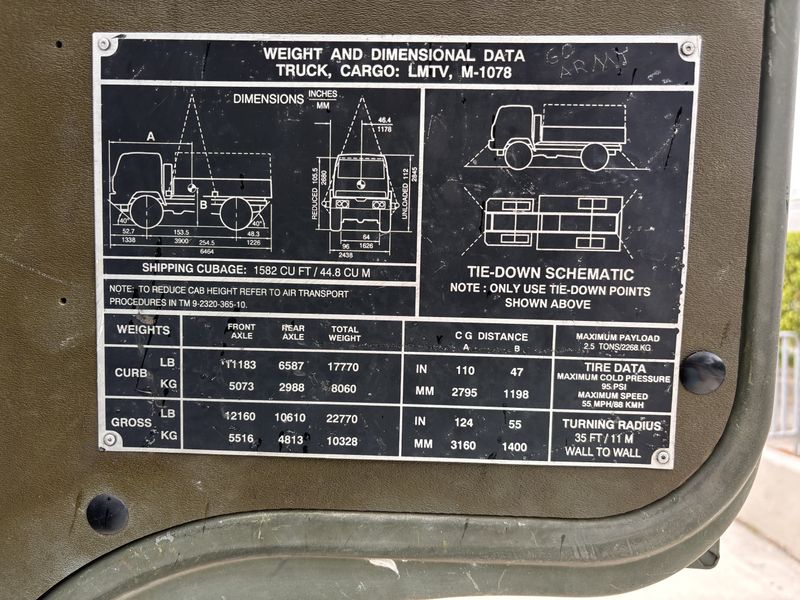 WEIGHT AND DIMENSIONAL DATA
TRUCK, CARGO: LMTV, M-1078
GO
ARMY
DIMENSIONS INCHES
MM
A
B
46.4
1178
REDUCED 105.5
2680
UNLOADED 112
2845
40°
40°
52.7
1338
153.5
3900
48.3
1226
254.5
6464
64
1626
96
2438
SHIPPING CUBAGE: 1582 CU FT / 44.8 CU M
NOTE: TO REDUCE CAB HEIGHT REFER TO AIR TRANSPORT
PROCEDURES IN TM 9-2320-365-10.
TIE-DOWN SCHEMATIC
NOTE : ONLY USE TIE-DOWN POINTS
SHOWN ABOVE
WEIGHTS FRONT AXLE REAR AXLE TOTAL WEIGHT
CURB LB 11183 6587 17770
KG 5073 2988 8060
GROSS LB 12160 10610 22770
KG 5516 4813 10328
C G DISTANCE
A B
IN 110 47
MM 2795 1198
IN 124 55
MM 3160 1400
MAXIMUM PAYLOAD
2.5 TONS/2268 KG
TIRE DATA
MAXIMUM COLD PRESSURE
95 PSI
MAXIMUM SPEED
55 MPH/88 KMH
TURNING RADIUS
35 FT / 11 M
WALL TO WALL